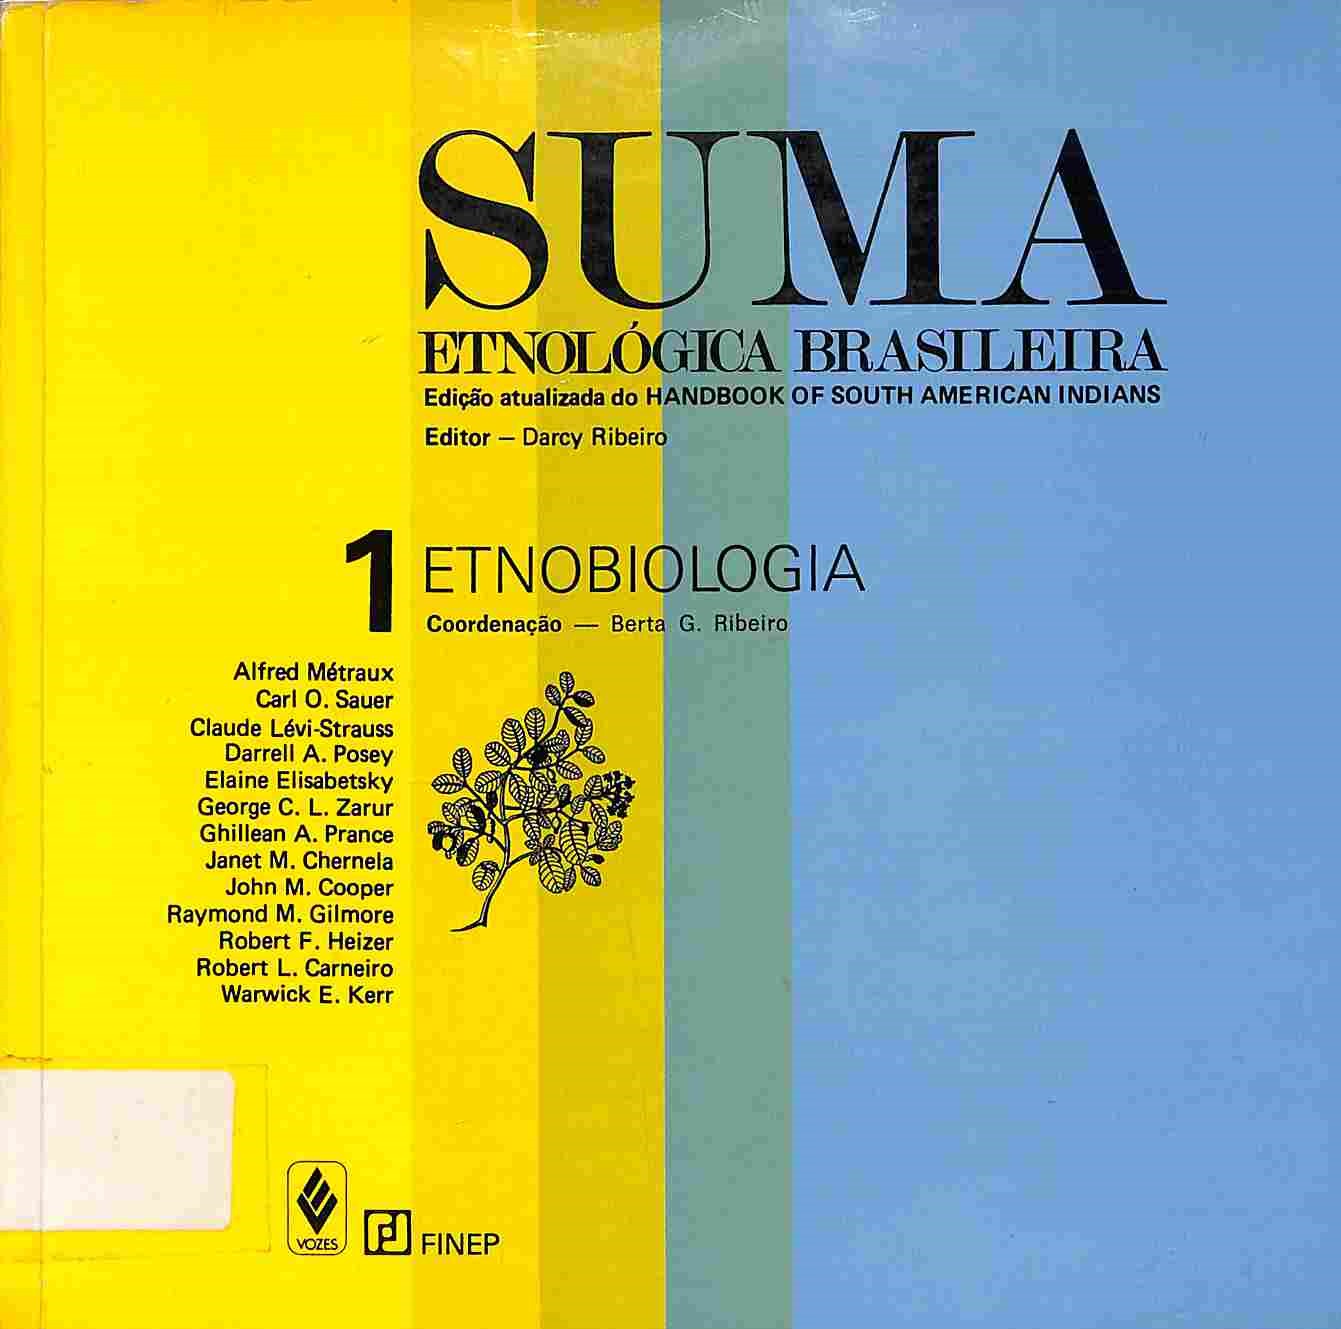 SUMA
ETNOLÓGICA BRASILEIRA
Edição atualizada do HANDBOOK OF SOUTH AMERICAN INDIANS
Editor – Darcy Ribeiro
1 ETNOBIOLOGIA
Coordenação — Berta G. Ribeiro
Alfred Métraux
Carl O. Sauer
Claude Lévi-Strauss
Darrell A. Posey
Elaine Elisabetsky
George C. L. Zarur
Ghillean A. Prance
Janet M. Chernela
John M. Cooper
Raymond M. Gilmore
Robert F. Heizer
Robert L. Carneiro
Warwick E. Kerr
VOZES
FINEP